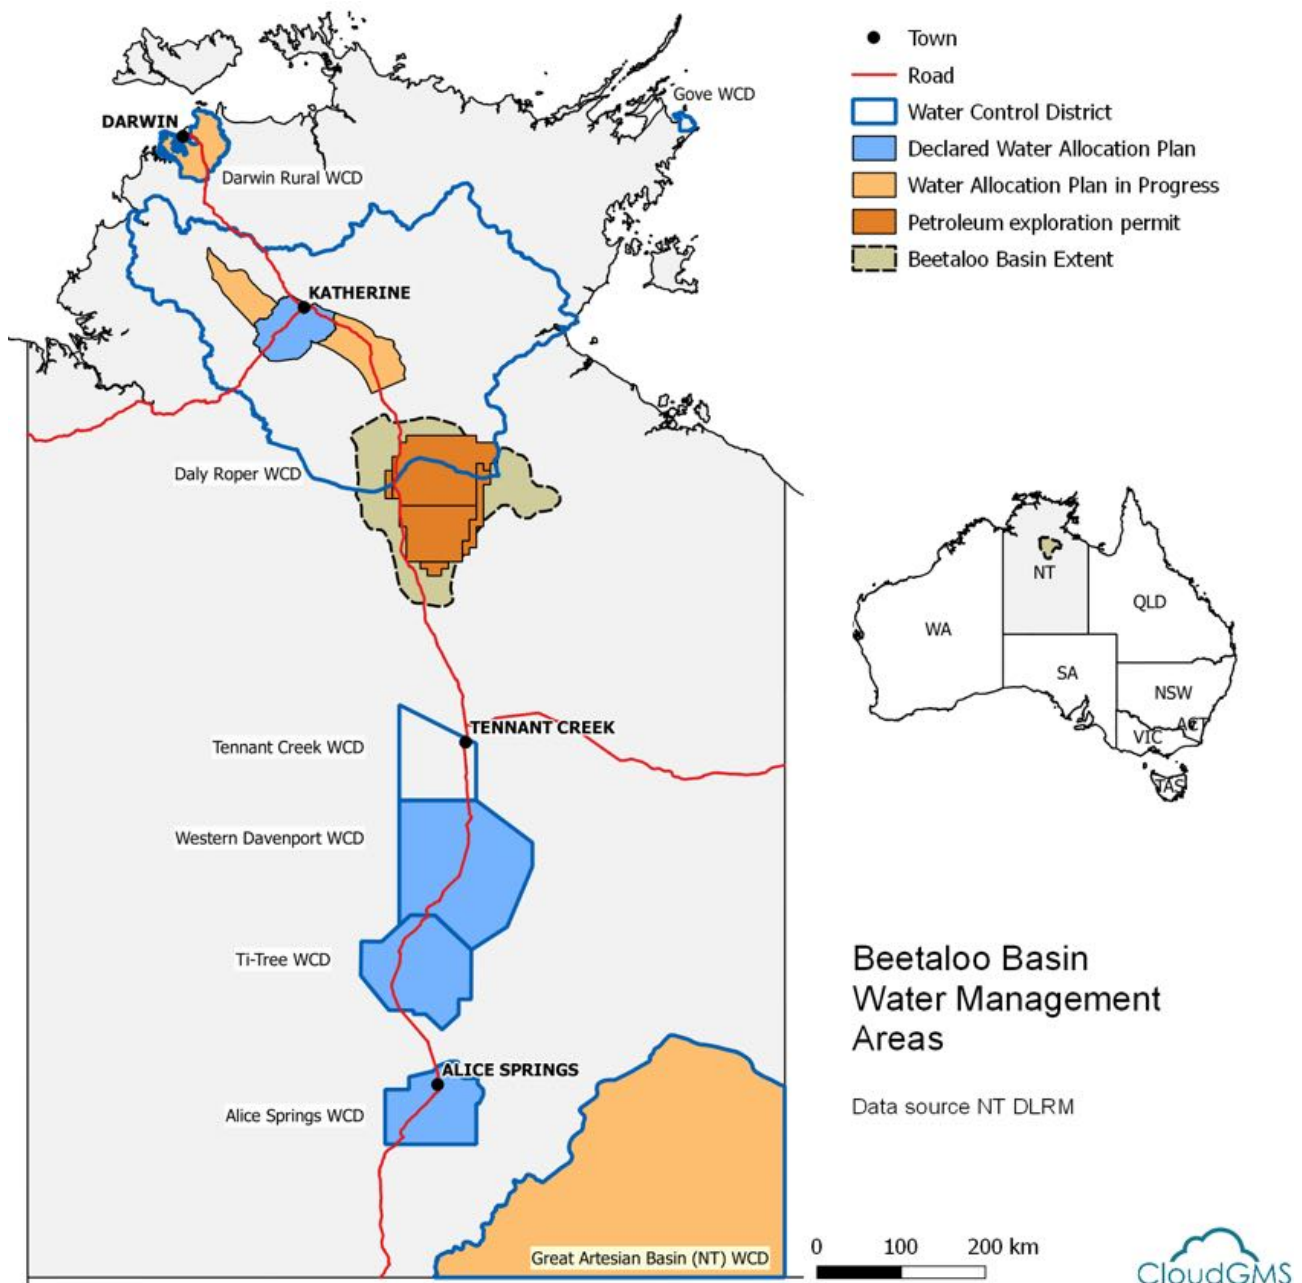 Town
Road
Gove WCD
Water Control District
DARWIN
Declared Water Allocation Plan
Darwin Rural WCD
Water Allocation Plan in Progress
Petroleum exploration permit
Beetaloo Basin Extent
KATHERINE
Daly Roper WCD
NT
QLD
WA
SA
NSW
ACT
VIC
TAS
TENNANT CREEK
Tennant Creek WCD
Western Davenport WCD
Ti-Tree WCD
Beetaloo Basin
Water Management
Areas
ALICE SPRINGS
Alice Springs WCD
Data source NT DLRM
Great Artesian Basin (NT) WCD
0 100 200 km
CloudGMS